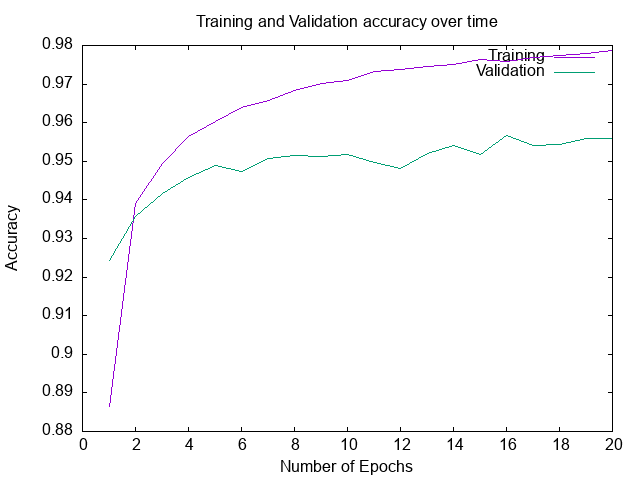 Training and Validation accuracy over time
0.98
0.97
0.96
0.95
0.94
0.93
0.92
0.91
0.9
0.89
0.88
Accuracy
Training
Validation
0 2 4 6 8 10 12 14 16 18 20
Number of Epochs